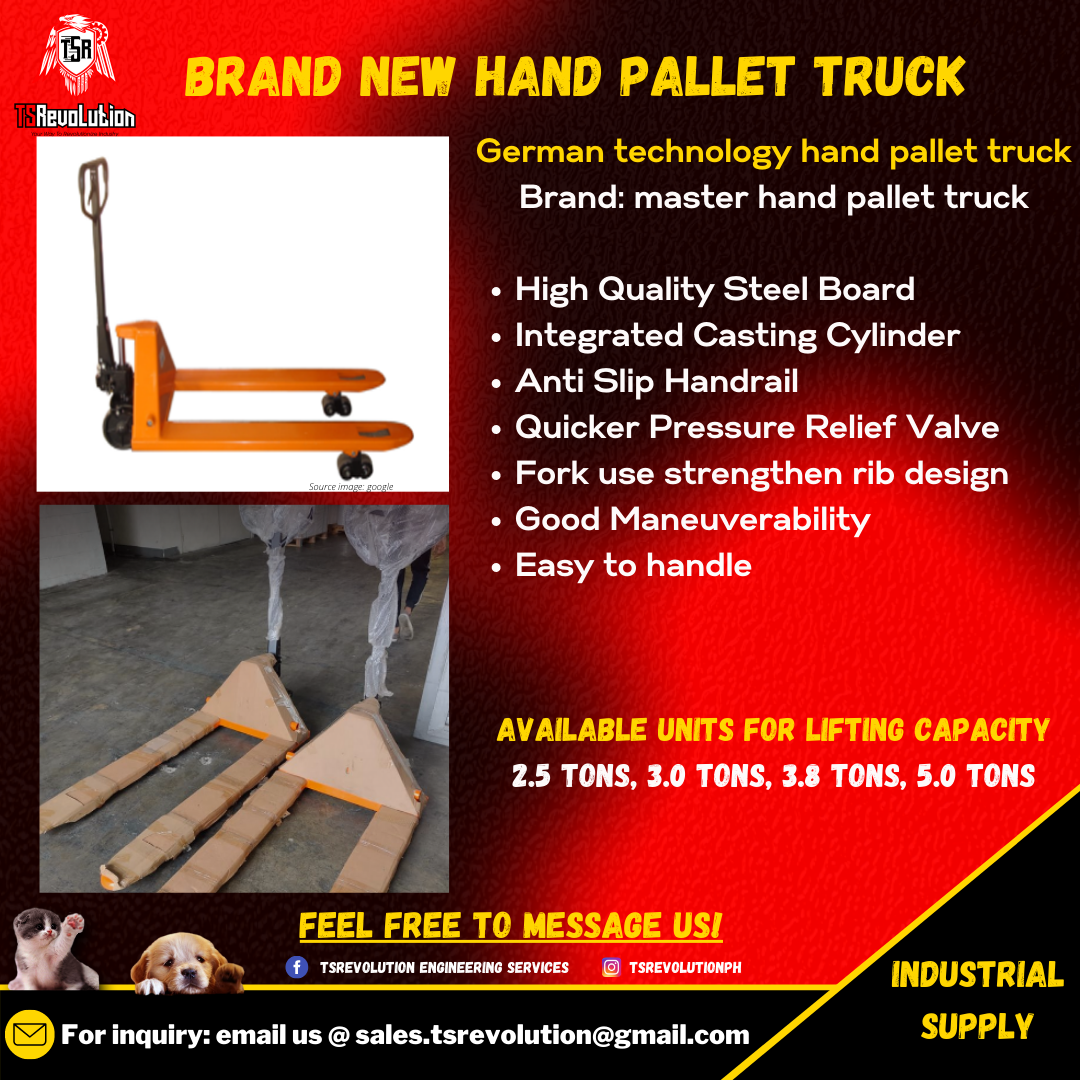 TSR
TSRevolution
BRAND NEW HAND PALLET TRUCK
German technology hand pallet truck
Brand: master hand pallet truck
• High Quality Steel Board
• Integrated Casting Cylinder
• Anti Slip Handrail
• Quicker Pressure Relief Valve
• Fork use strengthen rib design
• Good Maneuverability
• Easy to handle
Source image: google
AVAILABLE UNITS FOR LIFTING CAPACITY
2.5 TONS, 3.0 TONS, 3.8 TONS, 5.0 TONS
FEEL FREE TO MESSAGE US!
TSREVOLUTION ENGINEERING SERVICES
TSREVOLUTIONPH
INDUSTRIAL
SUPPLY
For inquiry: email us @ sales.tsrevolution@gmail.com